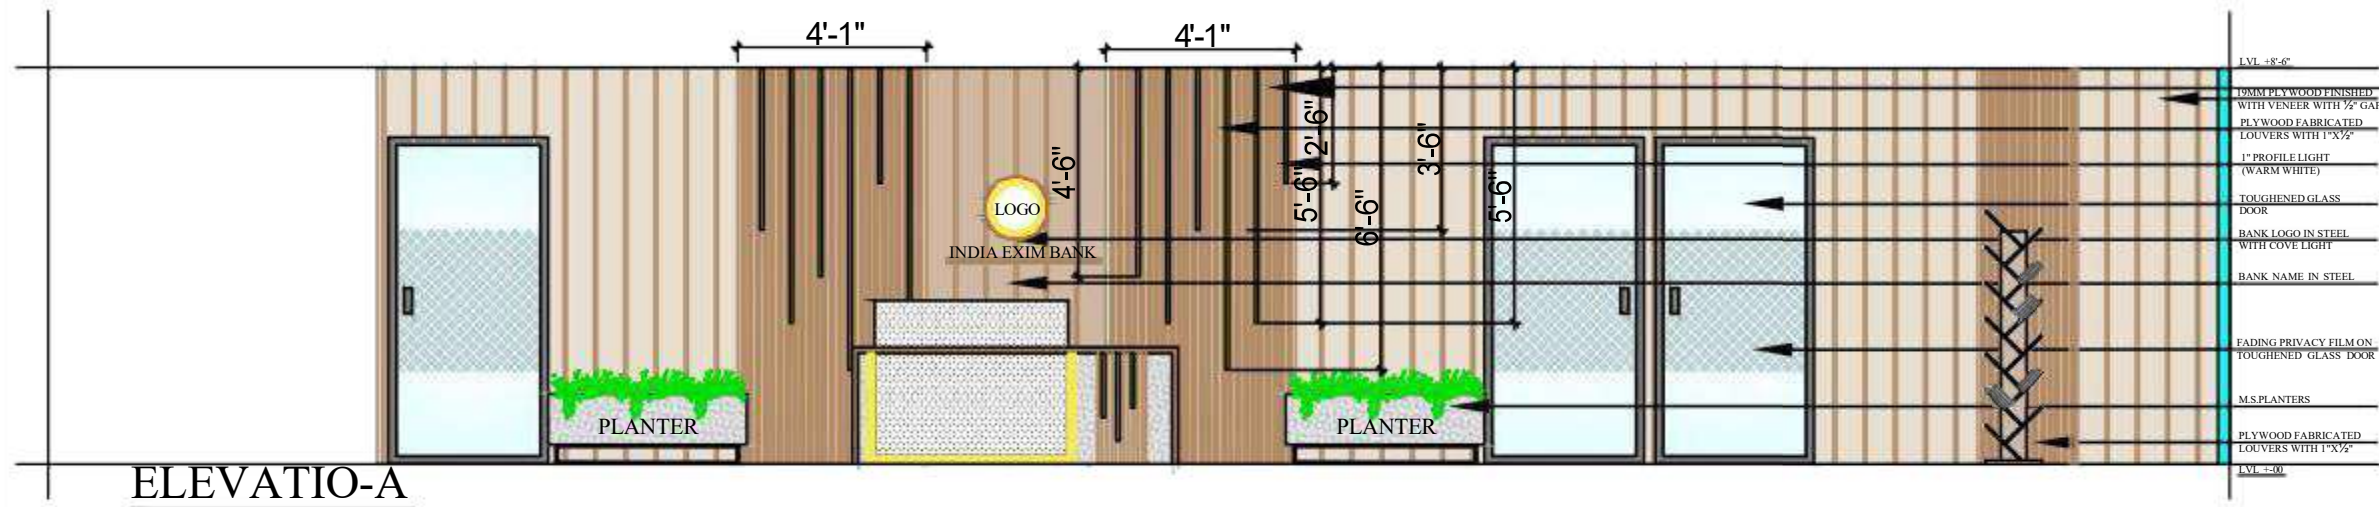 4'-1"
4'-1"
4'-6"
2'-6"
5'-6"
6'-6"
3'-6"
5'-6"
LOGO
INDIA EXIM BANK
PLANTER
PLANTER
LVL +8'-6"
19MM PLYWOOD FINISHED
WITH VENEER WITH ½" GAP
PLYWOOD FABRICATED
LOUVERS WITH 1"X½"
1" PROFILE LIGHT
(WARM WHITE)
TOUGHENED GLASS
DOOR
BANK LOGO IN STEEL
WITH COVE LIGHT
BANK NAME IN STEEL
FADING PRIVACY FILM ON
TOUGHENED GLASS DOOR
M.S.PLANTERS
PLYWOOD FABRICATED
LOUVERS WITH 1"X½"
LVL +-00
ELEVATIO-A